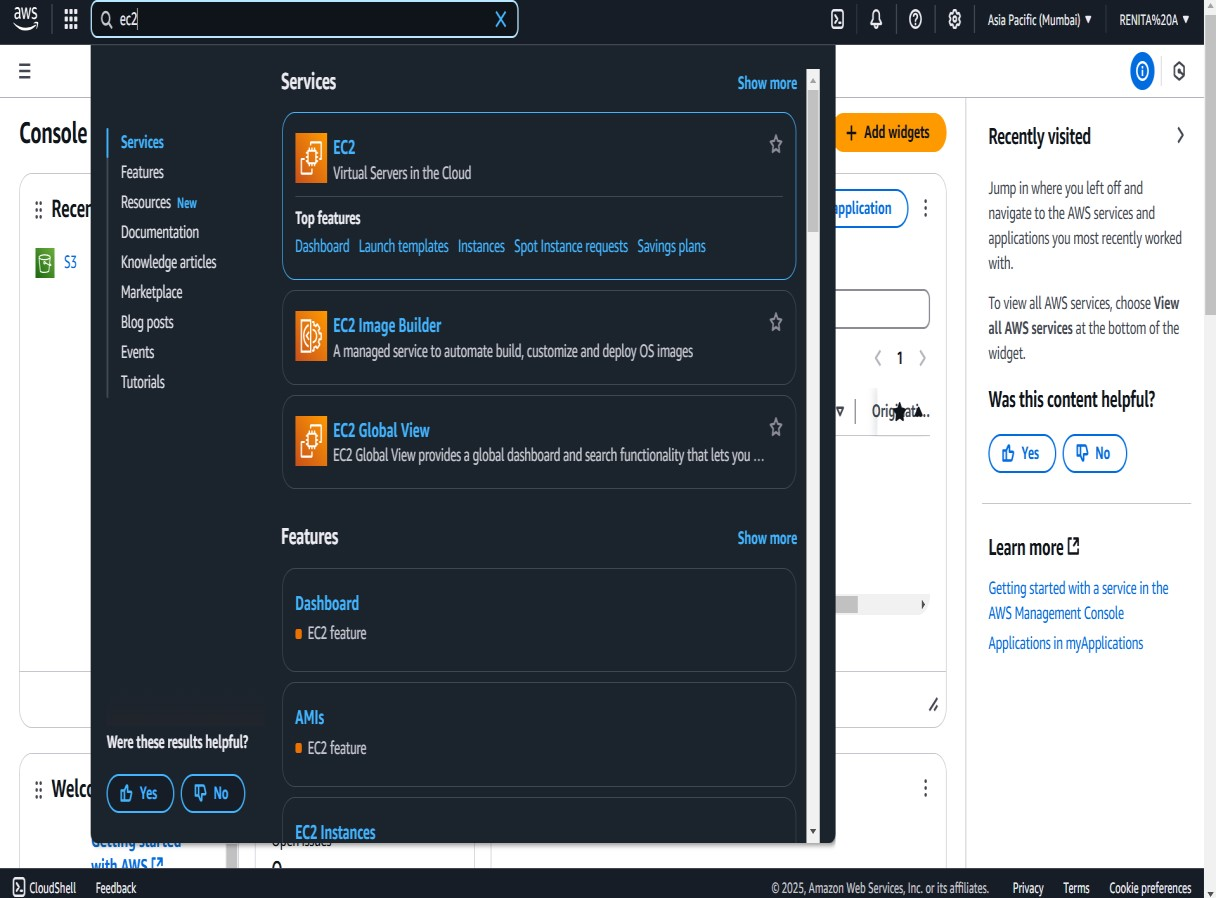 aws
ec2
Asia Pacific (Mumbai)
RENITA%20A
Console
Recer
S3
+ Add widgets
application
1
Services
Features
Resources New
Documentation
Knowledge articles
Marketplace
Blog posts
Events
Tutorials
Were these results helpful?
Yes
No
Services
Show more
EC2
Virtual Servers in the Cloud
Top features
Dashboard Launch templates Instances Spot Instance requests Savings plans
EC2 Image Builder
A managed service to automate build, customize and deploy OS images
EC2 Global View
EC2 Global View provides a global dashboard and search functionality that lets you ...
Features
Show more
Dashboard
EC2 feature
AMIs
EC2 feature
EC2 Instances
Recently visited
Jump in where you left off and
navigate to the AWS services and
applications you most recently worked
with.
To view all AWS services, choose View
all AWS services at the bottom of the
widget.
Was this content helpful?
Yes
No
Learn more
Getting started with a service in the
AWS Management Console
Applications in myApplications
Welc
Getting started
with AWS
Open issues
CloudShell
Feedback
© 2025, Amazon Web Services, Inc. or its affiliates.
Privacy
Terms
Cookie preferences